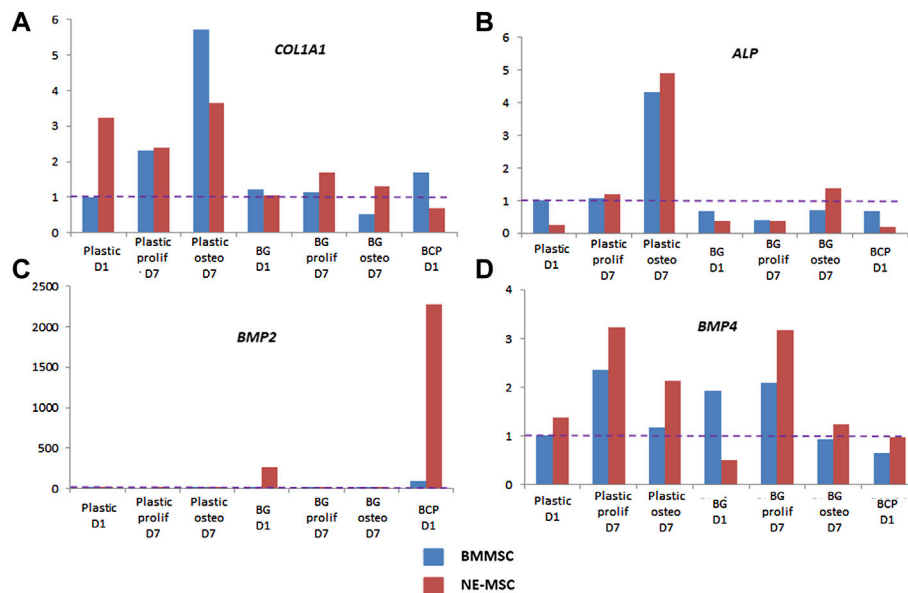 A
COL1A1
6
5
4
3
2
1
0
Plastic D1
Plastic prolif D7
Plastic osteo D7
BG D1
BG prolif D7
BG osteo D7
BCP D1
B
ALP
6
5
4
3
2
1
0
Plastic D1
Plastic prolif D7
Plastic osteo D7
BG D1
BG prolif D7
BG osteo D7
BCP D1
C
BMP2
2500
2000
1500
1000
500
0
Plastic D1
Plastic prolif D7
Plastic osteo D7
BG D1
BG prolif D7
BG osteo D7
BCP D1
D
BMP4
4
3
2
1
0
Plastic D1
Plastic prolif D7
Plastic osteo D7
BG D1
BG prolif D7
BG osteo D7
BCP D1
BMMSC
NE-MSC